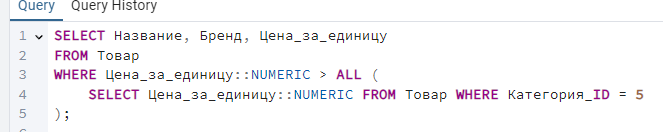 Query Query History
1 SELECT Название, Бренд, Цена_за_единицу
2 FROM Товар
3 WHERE Цена_за_единицу::NUMERIC > ALL (
4 SELECT Цена_за_единицу::NUMERIC FROM Товар WHERE Категория_ID = 5
5 );